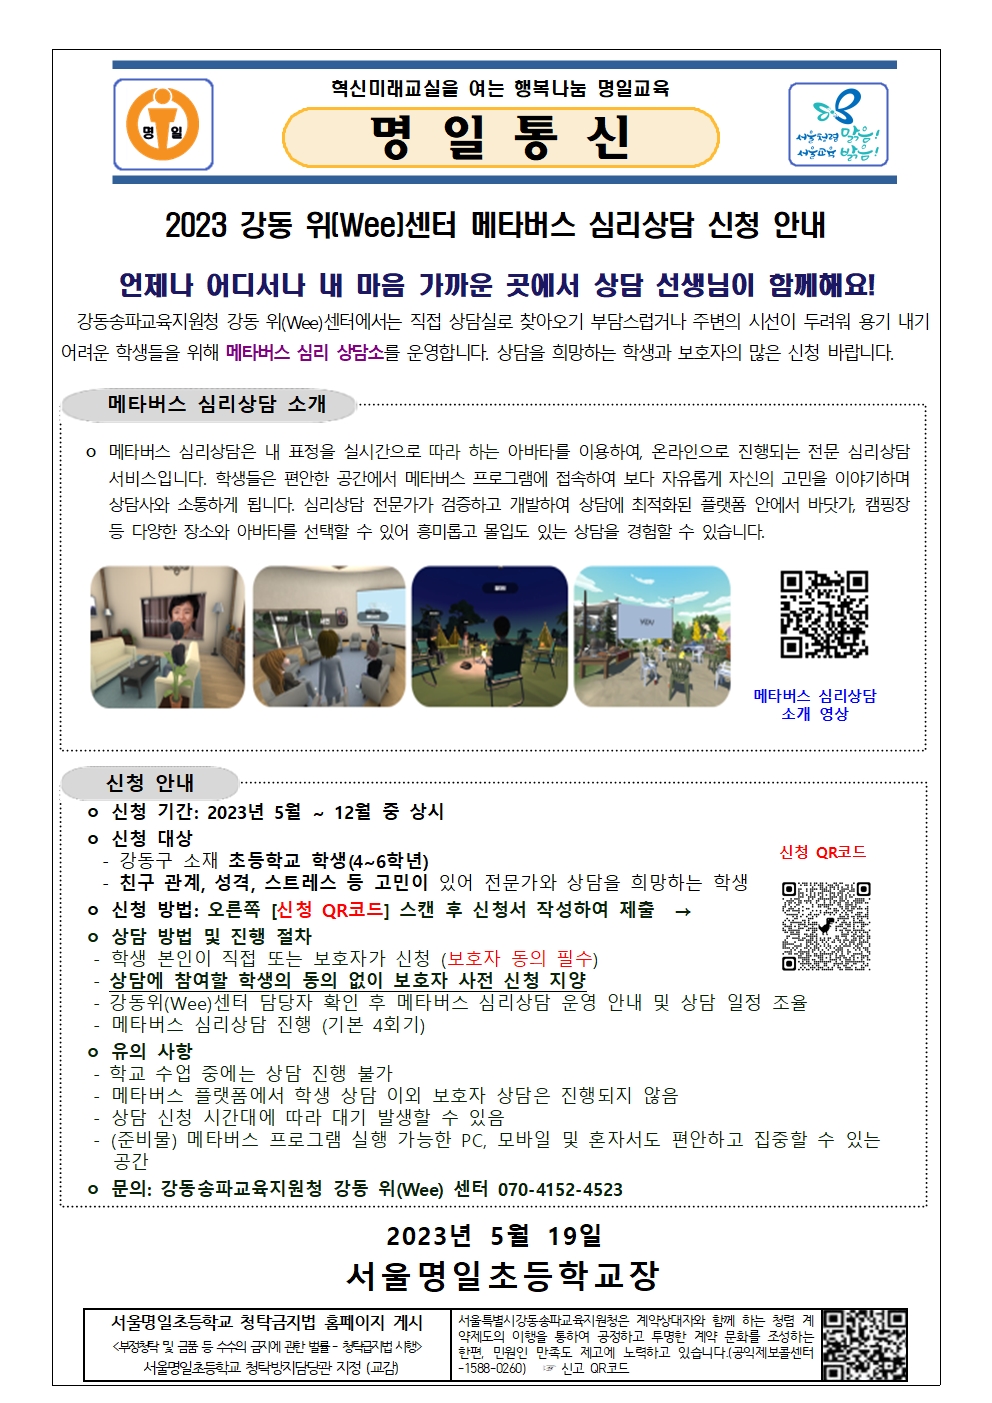 혁신미래교실을 여는 행복나눔 명일교육
명 일
명 일 통 신
서울청렴 맑음!
서울교육 밝음!
2023 강동 위(Wee)센터 메타버스 심리상담 신청 안내
언제나 어디서나 내 마음 가까운 곳에서 상담 선생님이 함께해요!
강동송파교육지원청 강동 위(Wee)센터에서는 직접 상담실로 찾아오기 부담스럽거나 주변의 시선이 두려워 용기 내기
어려운 학생들을 위해 메타버스 심리 상담소를 운영합니다. 상담을 희망하는 학생과 보호자의 많은 신청 바랍니다.
메타버스 심리상담 소개
o 메타버스 심리상담은 내 표정을 실시간으로 따라 하는 아바타를 이용하여, 온라인으로 진행되는 전문 심리상담
서비스입니다. 학생들은 편안한 공간에서 메타버스 프로그램에 접속하여 보다 자유롭게 자신의 고민을 이야기하며
상담사와 소통하게 됩니다. 심리상담 전문가가 검증하고 개발하여 상담에 최적화된 플랫폼 안에서 바닷가, 캠핑장
등 다양한 장소와 아바타를 선택할 수 있어 흥미롭고 몰입도 있는 상담을 경험할 수 있습니다.
메타버스 심리상담
소개 영상
신청 안내
o 신청 기간: 2023년 5월 ~ 12월 중 상시
o 신청 대상
- 강동구 소재 초등학교 학생(4~6학년)
- 친구 관계, 성격, 스트레스 등 고민이 있어 전문가와 상담을 희망하는 학생
신청 QR코드
o 신청 방법: 오른쪽 [신청 QR코드] 스캔 후 신청서 작성하여 제출 →
o 상담 방법 및 진행 절차
- 학생 본인이 직접 또는 보호자가 신청 (보호자 동의 필수)
- 상담에 참여할 학생의 동의 없이 보호자 사전 신청 지양
- 강동위(Wee)센터 담당자 확인 후 메타버스 심리상담 운영 안내 및 상담 일정 조율
- 메타버스 심리상담 진행 (기본 4회기)
o 유의 사항
- 학교 수업 중에는 상담 진행 불가
- 메타버스 플랫폼에서 학생 상담 이외 보호자 상담은 진행되지 않음
- 상담 신청 시간대에 따라 대기 발생할 수 있음
- (준비물) 메타버스 프로그램 실행 가능한 PC, 모바일 및 혼자서도 편안하고 집중할 수 있는
공간
o 문의: 강동송파교육지원청 강동 위(Wee) 센터 070-4152-4523
2023년 5월 19일
서울명일초등학교장
서울명일초등학교 청탁금지법 홈페이지 게시
<부정청탁 및 금품 등 수수의 금지에 관한 법률 - 청탁금지법 시행>
서울명일초등학교 청탁방지담당관 지정 (교감)
서울특별시강동송파교육지원청은 계약상대자와 함께 하는 청렴 계
약제도의 이행을 통하여 공정하고 투명한 계약 문화를 조성하는
한편, 민원인 만족도 제고에 노력하고 있습니다.(공익제보콜센터
-1588-0260) ☞ 신고 QR코드